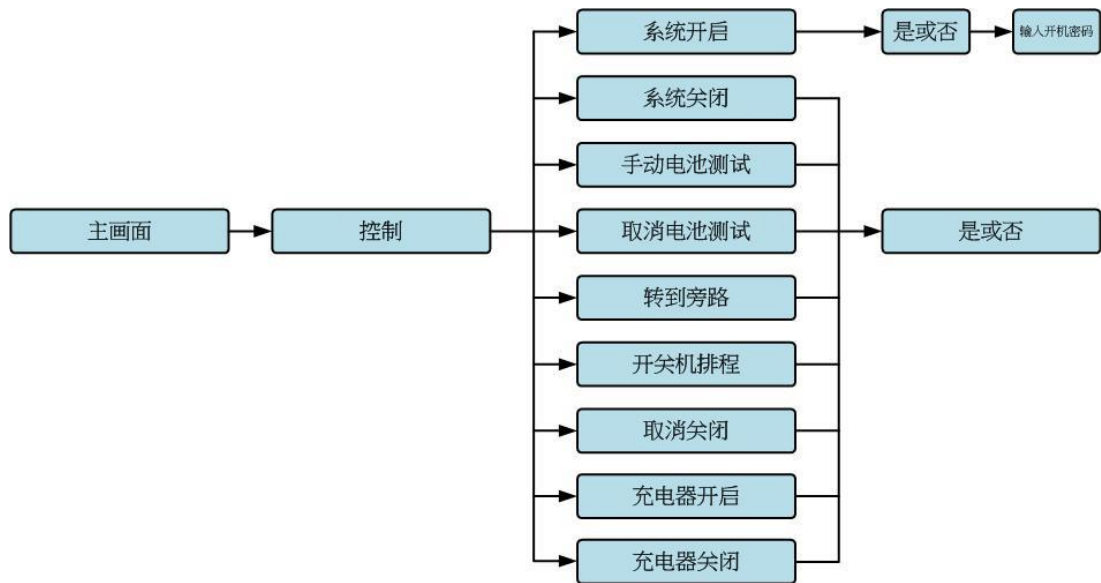 系统开启
是或否
输入开机密码
系统关闭
手动电池测试
主画面
控制
取消电池测试
是或否
转到旁路
开关机排程
取消关闭
充电器开启
充电器关闭